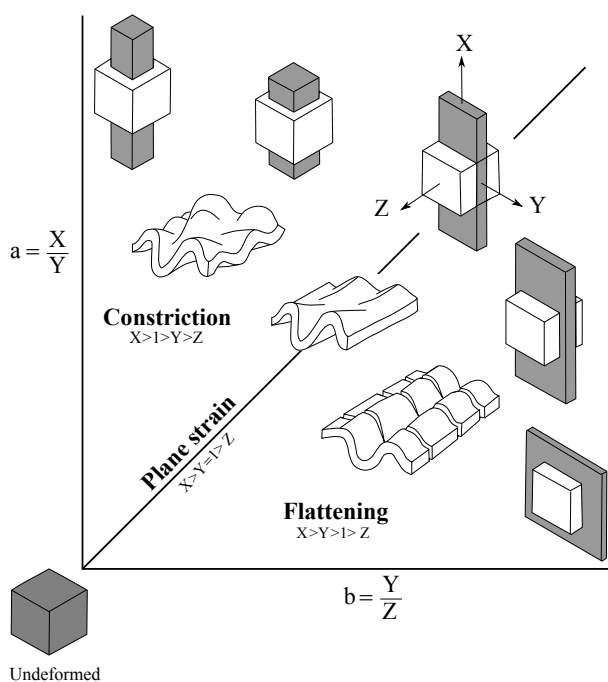 X
Z
Y
a = X/Y
Constriction
X>1>Y>Z
Plane strain
X>Y=1>Z
Flattening
X>Y>1>Z
b = Y/Z
Undeformed